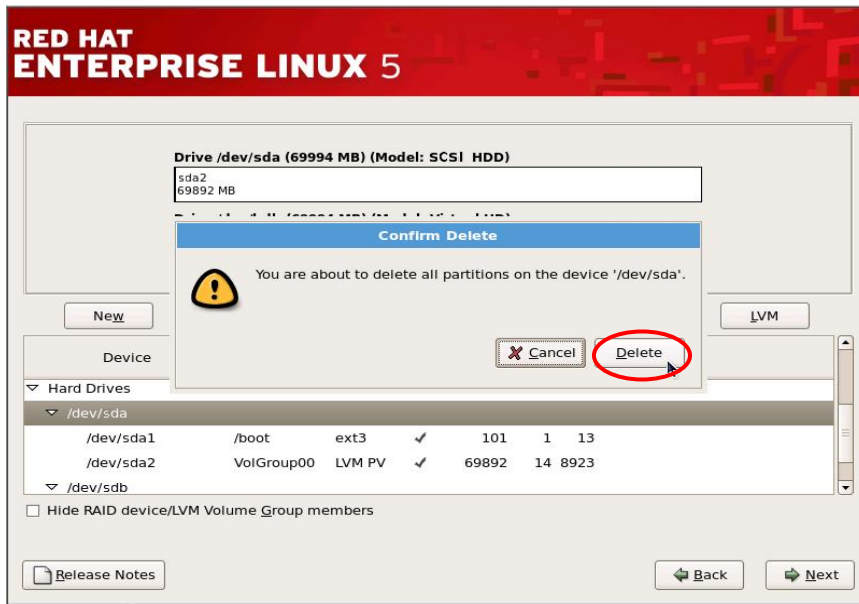 RED HAT
ENTERPRISE LINUX 5
Drive /dev/sda (69994 MB) (Model: SCSI HDD)
sda2
69892 MB
Confirm Delete
You are about to delete all partitions on the device '/dev/sda'.
Cancel Delete
New LVM
Device
Hard Drives
/dev/sda
/dev/sda1 /boot ext3 101 1 13
/dev/sda2 VolGroup00 LVM PV 69892 14 8923
/dev/sdb
Hide RAID device/LVM Volume Group members
Release Notes Back Next